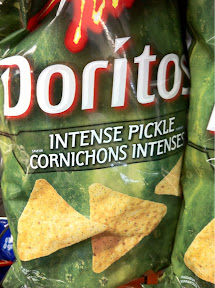 Doritos
INTENSE PICKLE
CORNICHONS INTENSES